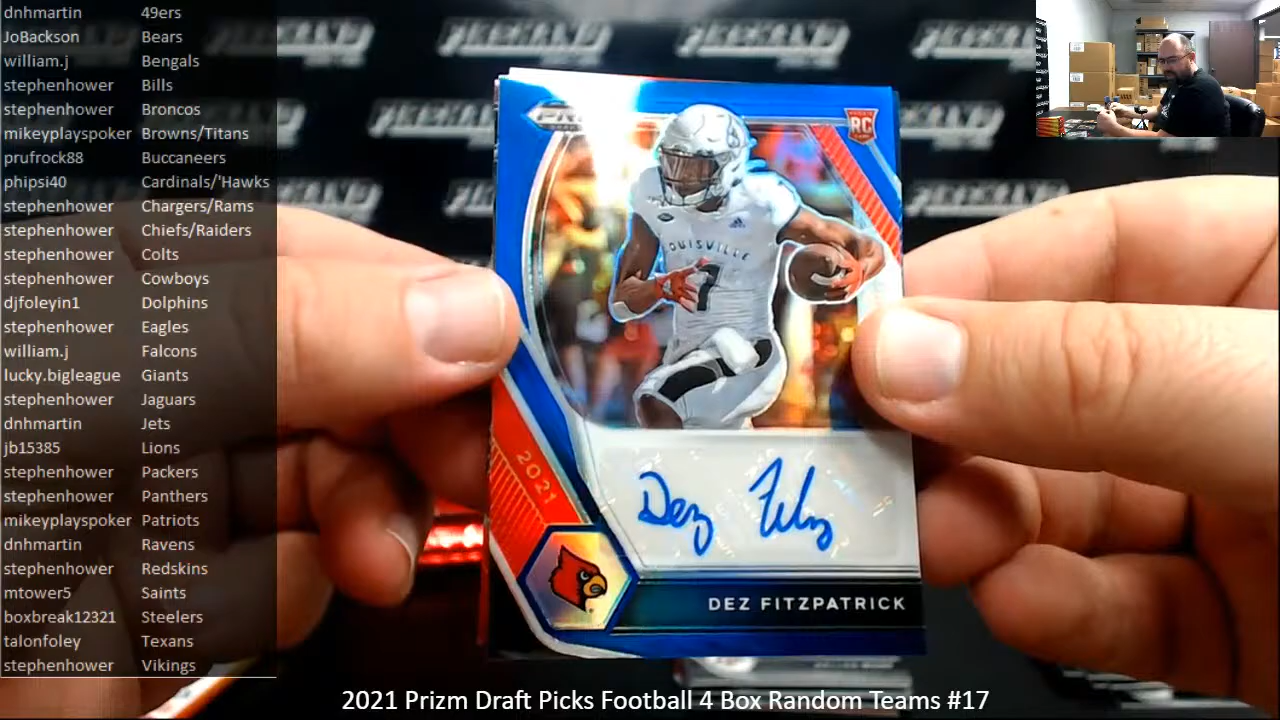 dnhmartin 49ers
JoBackson Bears
william.j Bengals
stephenhower Bills
stephenhower Broncos
mikeyplayspoker Browns/Titans
prufrock88 Buccaneers
phipsi40 Cardinals/'Hawks
stephenhower Chargers/Rams
stephenhower Chiefs/Raiders
stephenhower Colts
stephenhower Cowboys
djfoleyin1 Dolphins
stephenhower Eagles
william.j Falcons
lucky.bigleague Giants
stephenhower Jaguars
dnhmartin Jets
jb15385 Lions
stephenhower Packers
stephenhower Panthers
mikeyplayspoker Patriots
dnhmartin Ravens
stephenhower Redskins
mtower5 Saints
boxbreak12321 Steelers
talonfoley Texans
stephenhower Vikings
RC
LOUISVILLE
7
2021
Dez Fitz
DEZ FITZPATRICK
2021 Prizm Draft Picks Football 4 Box Random Teams #17